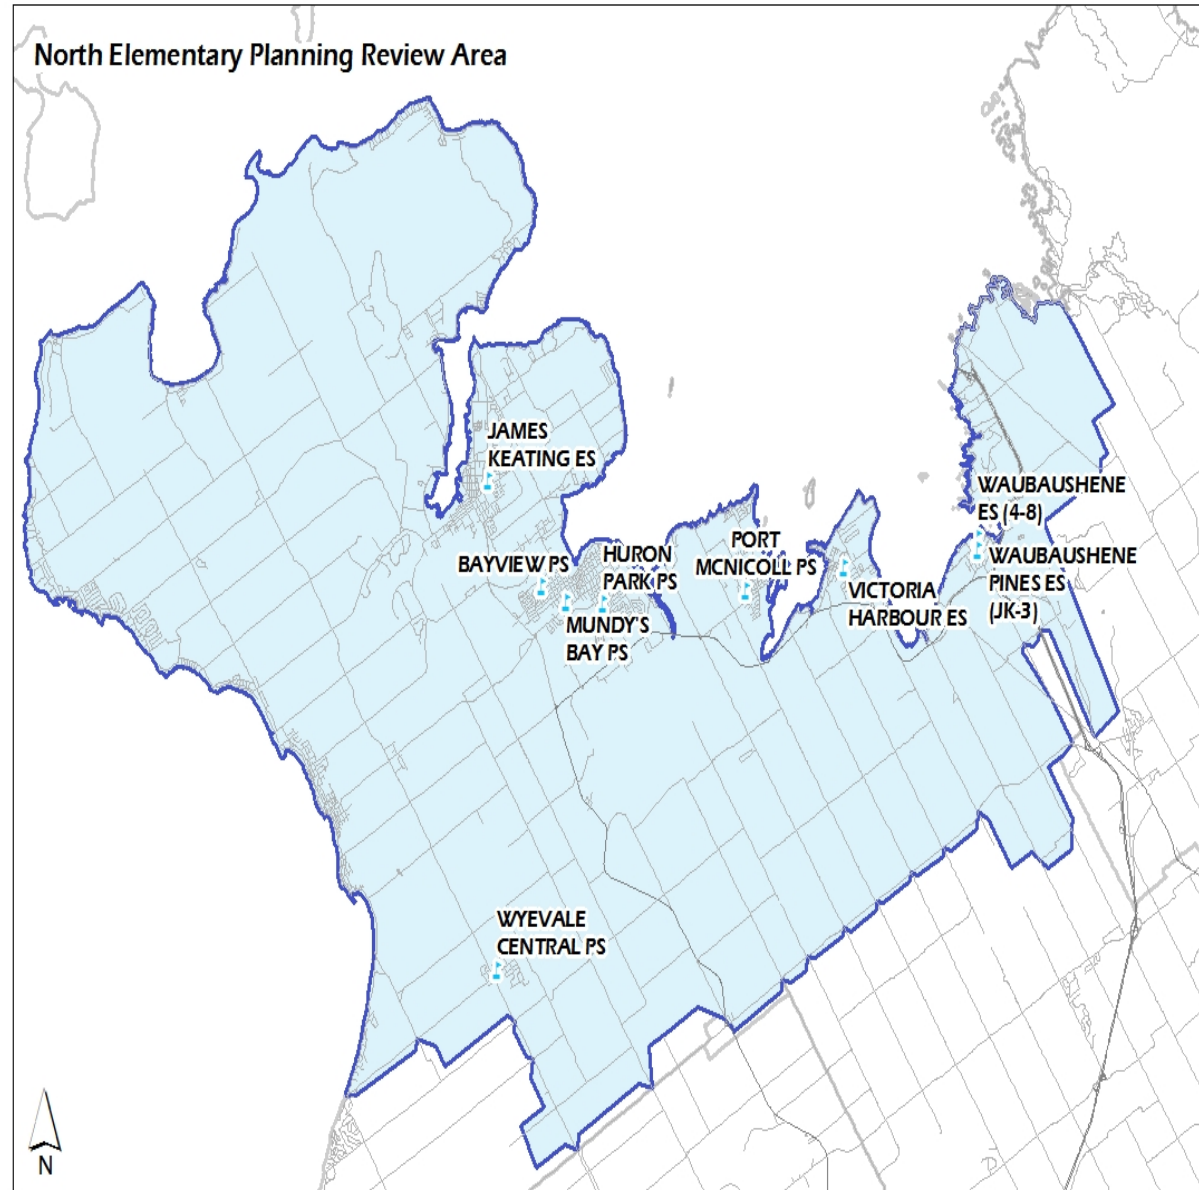 North Elementary Planning Review Area
JAMES
KEATING ES
WAUBAUSHENE
ES (4-8)
BAYVIEW PS
HURON
PARK PS
PORT
MCNICOLL PS
WAUBAUSHENE
PINES ES
(JK-3)
VICTORIA
HARBOUR ES
MUNDY'S
BAY PS
WYEVALE
CENTRAL PS
N